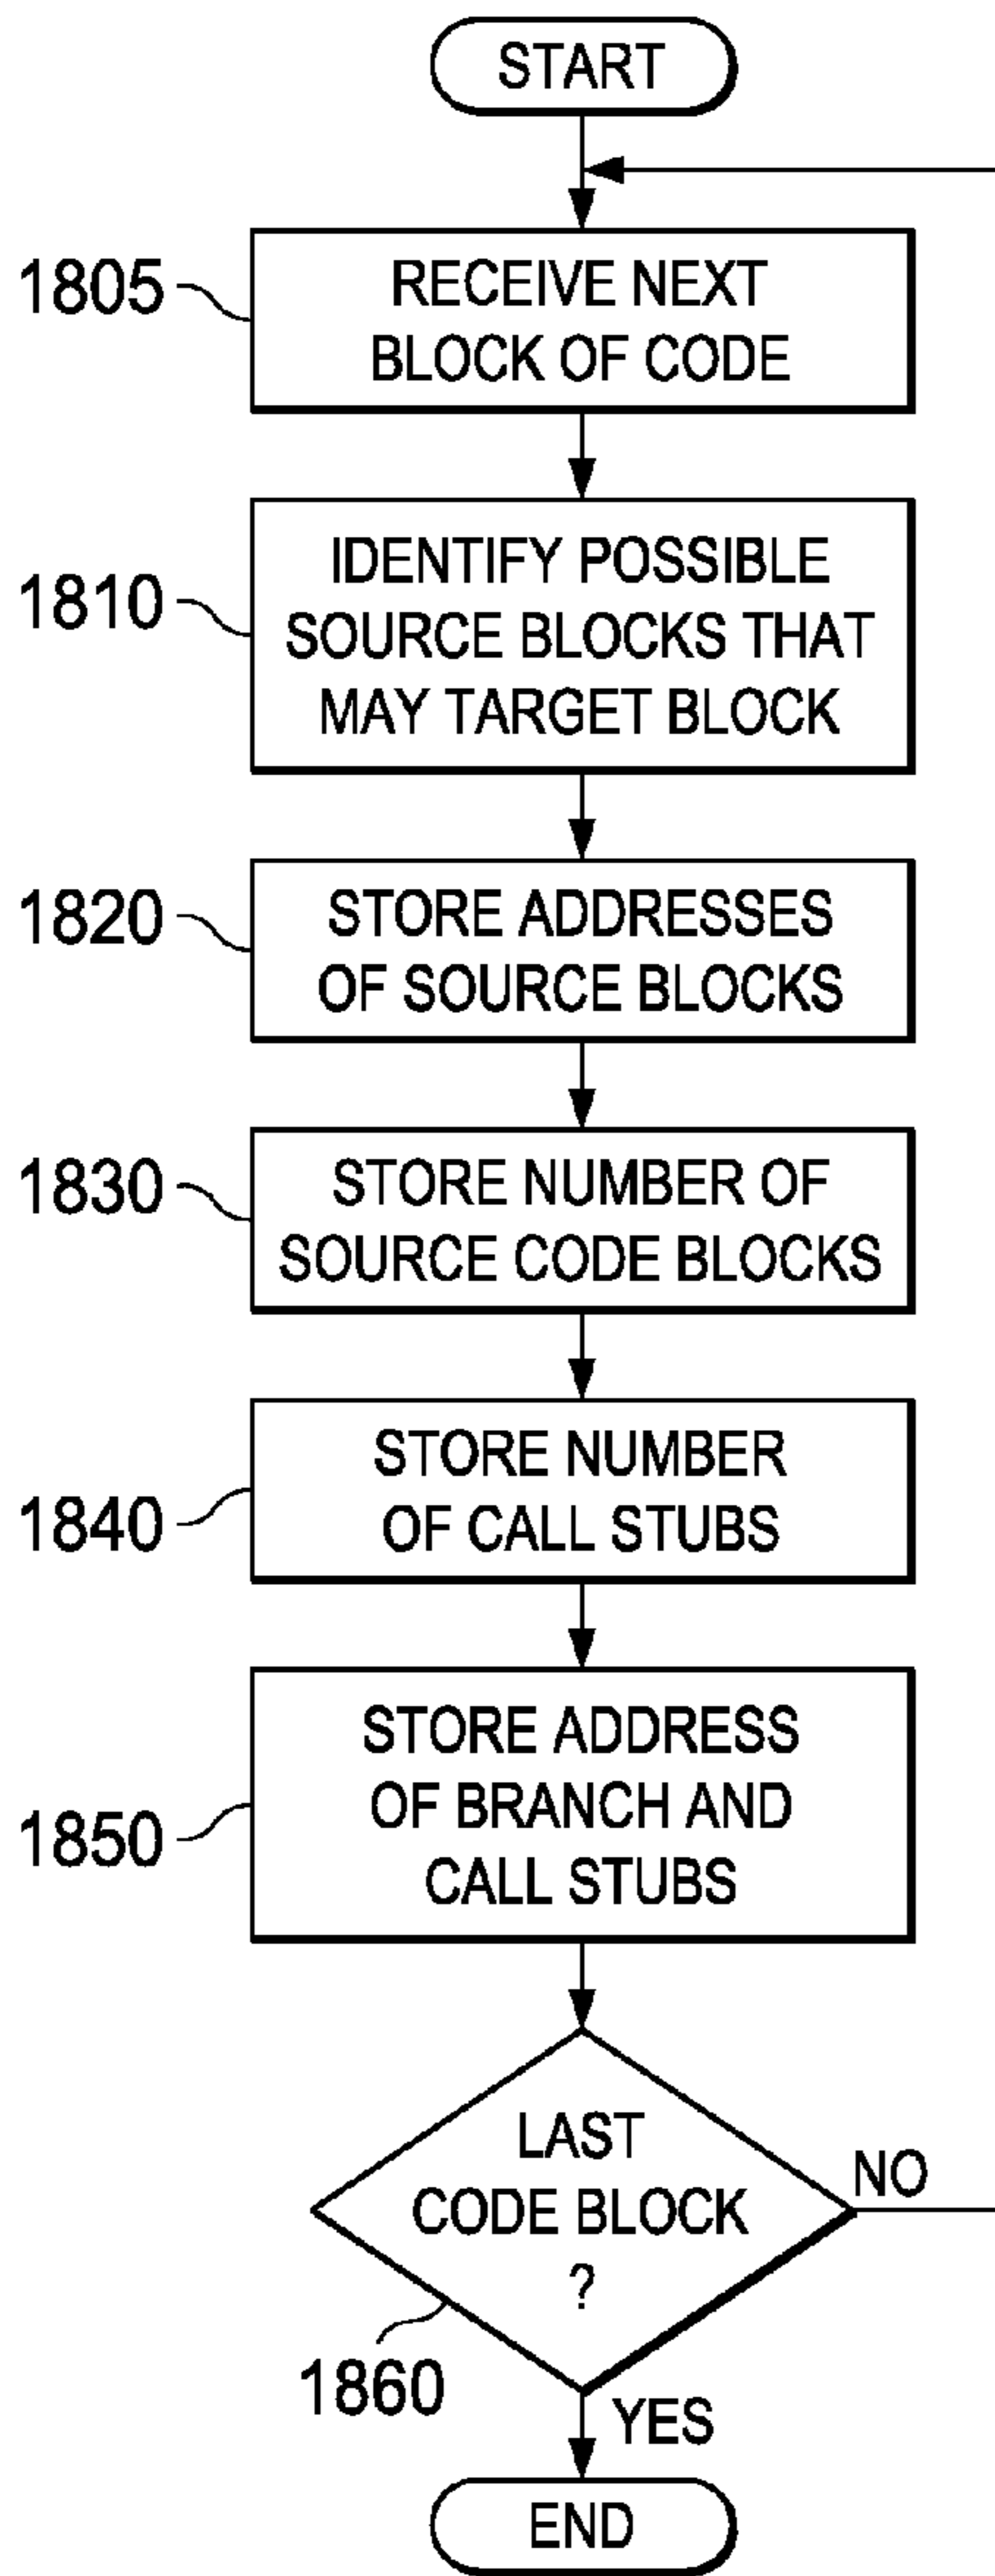 START
1805
RECEIVE NEXT
BLOCK OF CODE
1810
IDENTIFY POSSIBLE
SOURCE BLOCKS THAT
MAY TARGET BLOCK
1820
STORE ADDRESSES
OF SOURCE BLOCKS
1830
STORE NUMBER OF
SOURCE CODE BLOCKS
1840
STORE NUMBER
OF CALL STUBS
1850
STORE ADDRESS
OF BRANCH AND
CALL STUBS
LAST
CODE BLOCK
?
NO
1860
YES
END